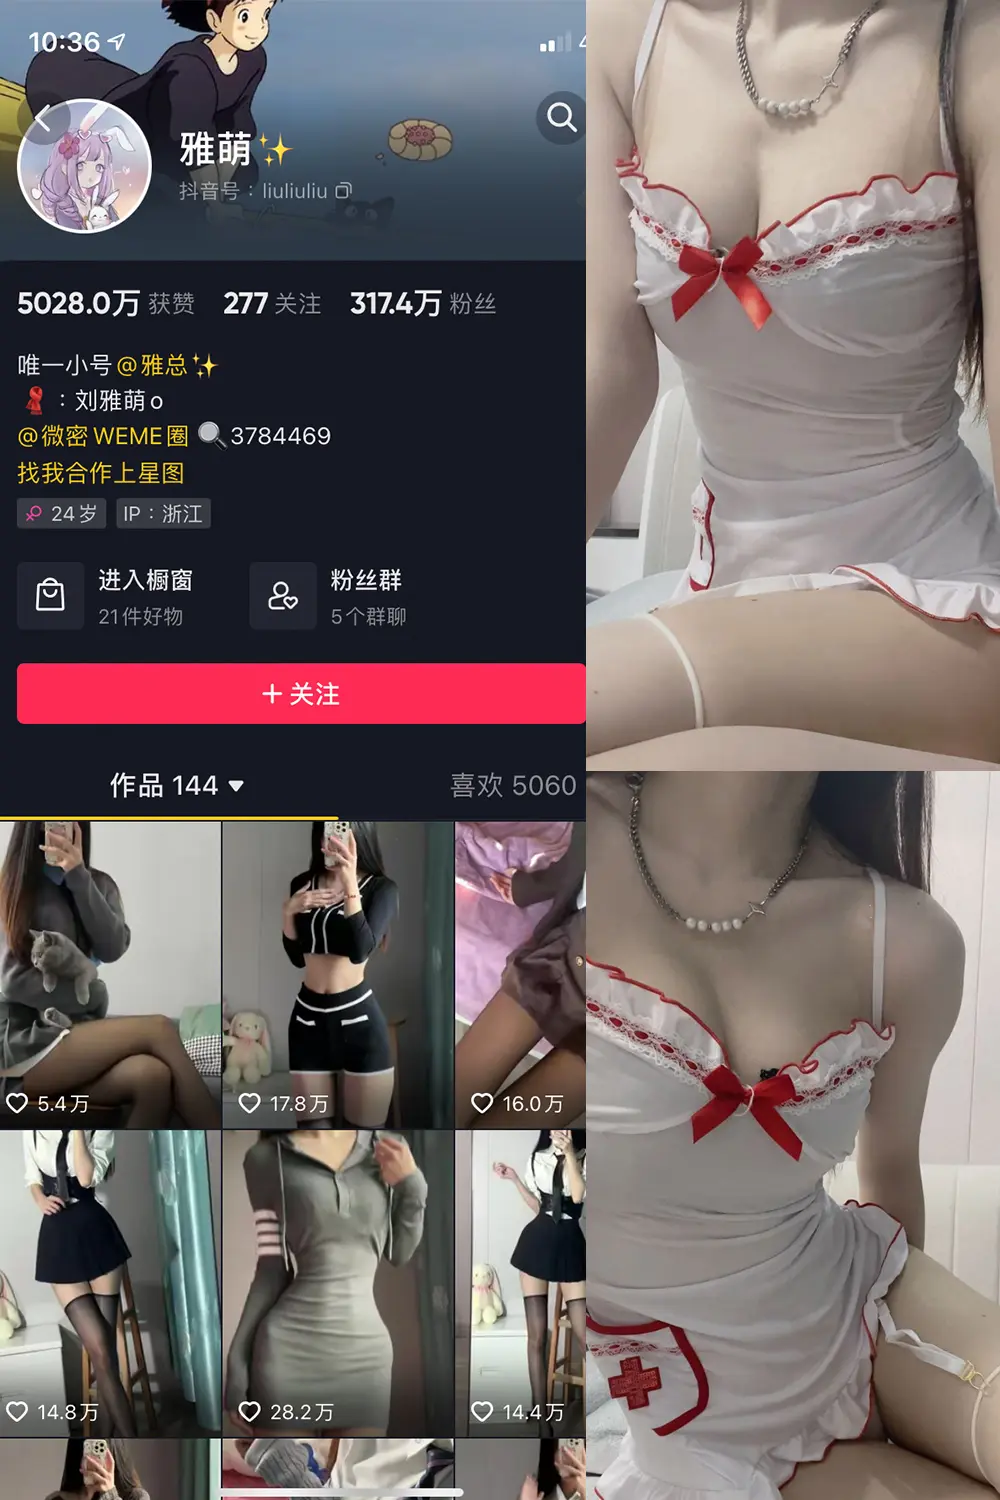 10:36
4
雅萌✨
抖音号：liuliuliu
5028.0万 获赞 277 关注 317.4万 粉丝
唯一小号@雅总✨
🧣：刘雅萌o
@微密WEME圈 🔍3784469
找我合作上星图
24岁 IP：浙江
进入橱窗 粉丝群
21件好物 5个群聊
+ 关注
作品 144 喜欢 5060
5.4万 17.8万 16.0万
14.8万 28.2万 14.4万